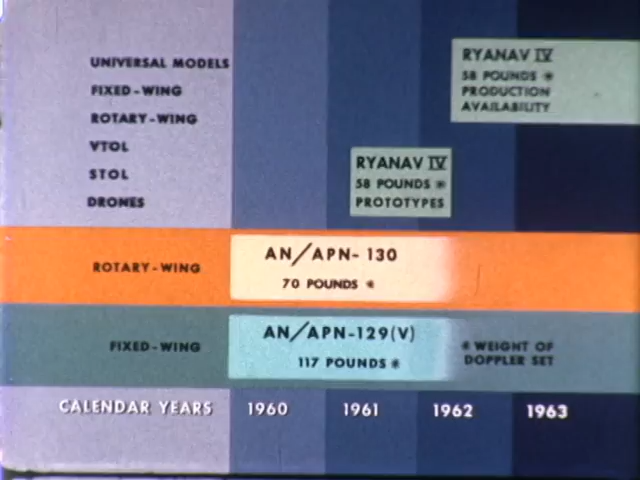 UNIVERSAL MODELS
FIXED-WING
ROTARY-WING
VTOL
STOL
DRONES
RYANAV IV
58 POUNDS *
PRODUCTION
AVAILABILITY
RYANAV IV
58 POUNDS *
PROTOTYPES
ROTARY-WING
AN/APN-130
70 POUNDS *
FIXED-WING
AN/APN-129(V)
117 POUNDS *
* WEIGHT OF
DOPPLER SET
CALENDAR YEARS 1960 1961 1962 1963